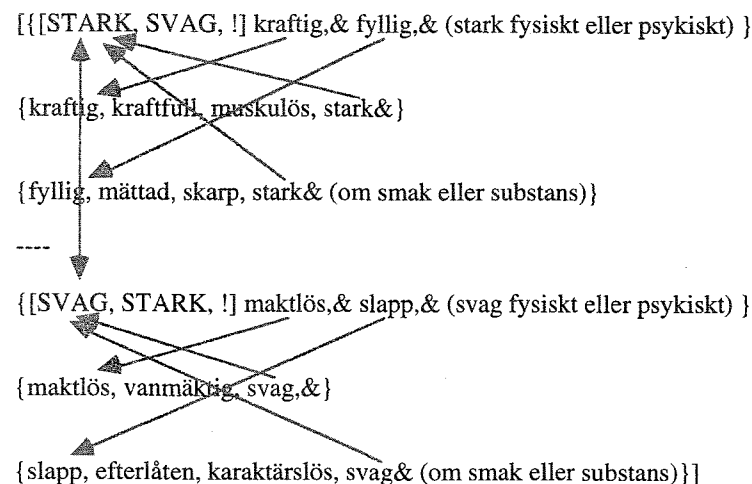 [{[STARK, SVAG, !] kraftig,& fyllig,& (stark fysiskt eller psykiskt) }
{kraftig, kraftfull, muskulös, stark&}
{fyllig, mättad, skarp, stark& (om smak eller substans)}
----
{[SVAG, STARK, !] maktlös,& slapp,& (svag fysiskt eller psykiskt) }
{maktlös, vanmäktig, svag,&}
{slapp, efterlåten, karaktärslös, svag& (om smak eller substans)}]